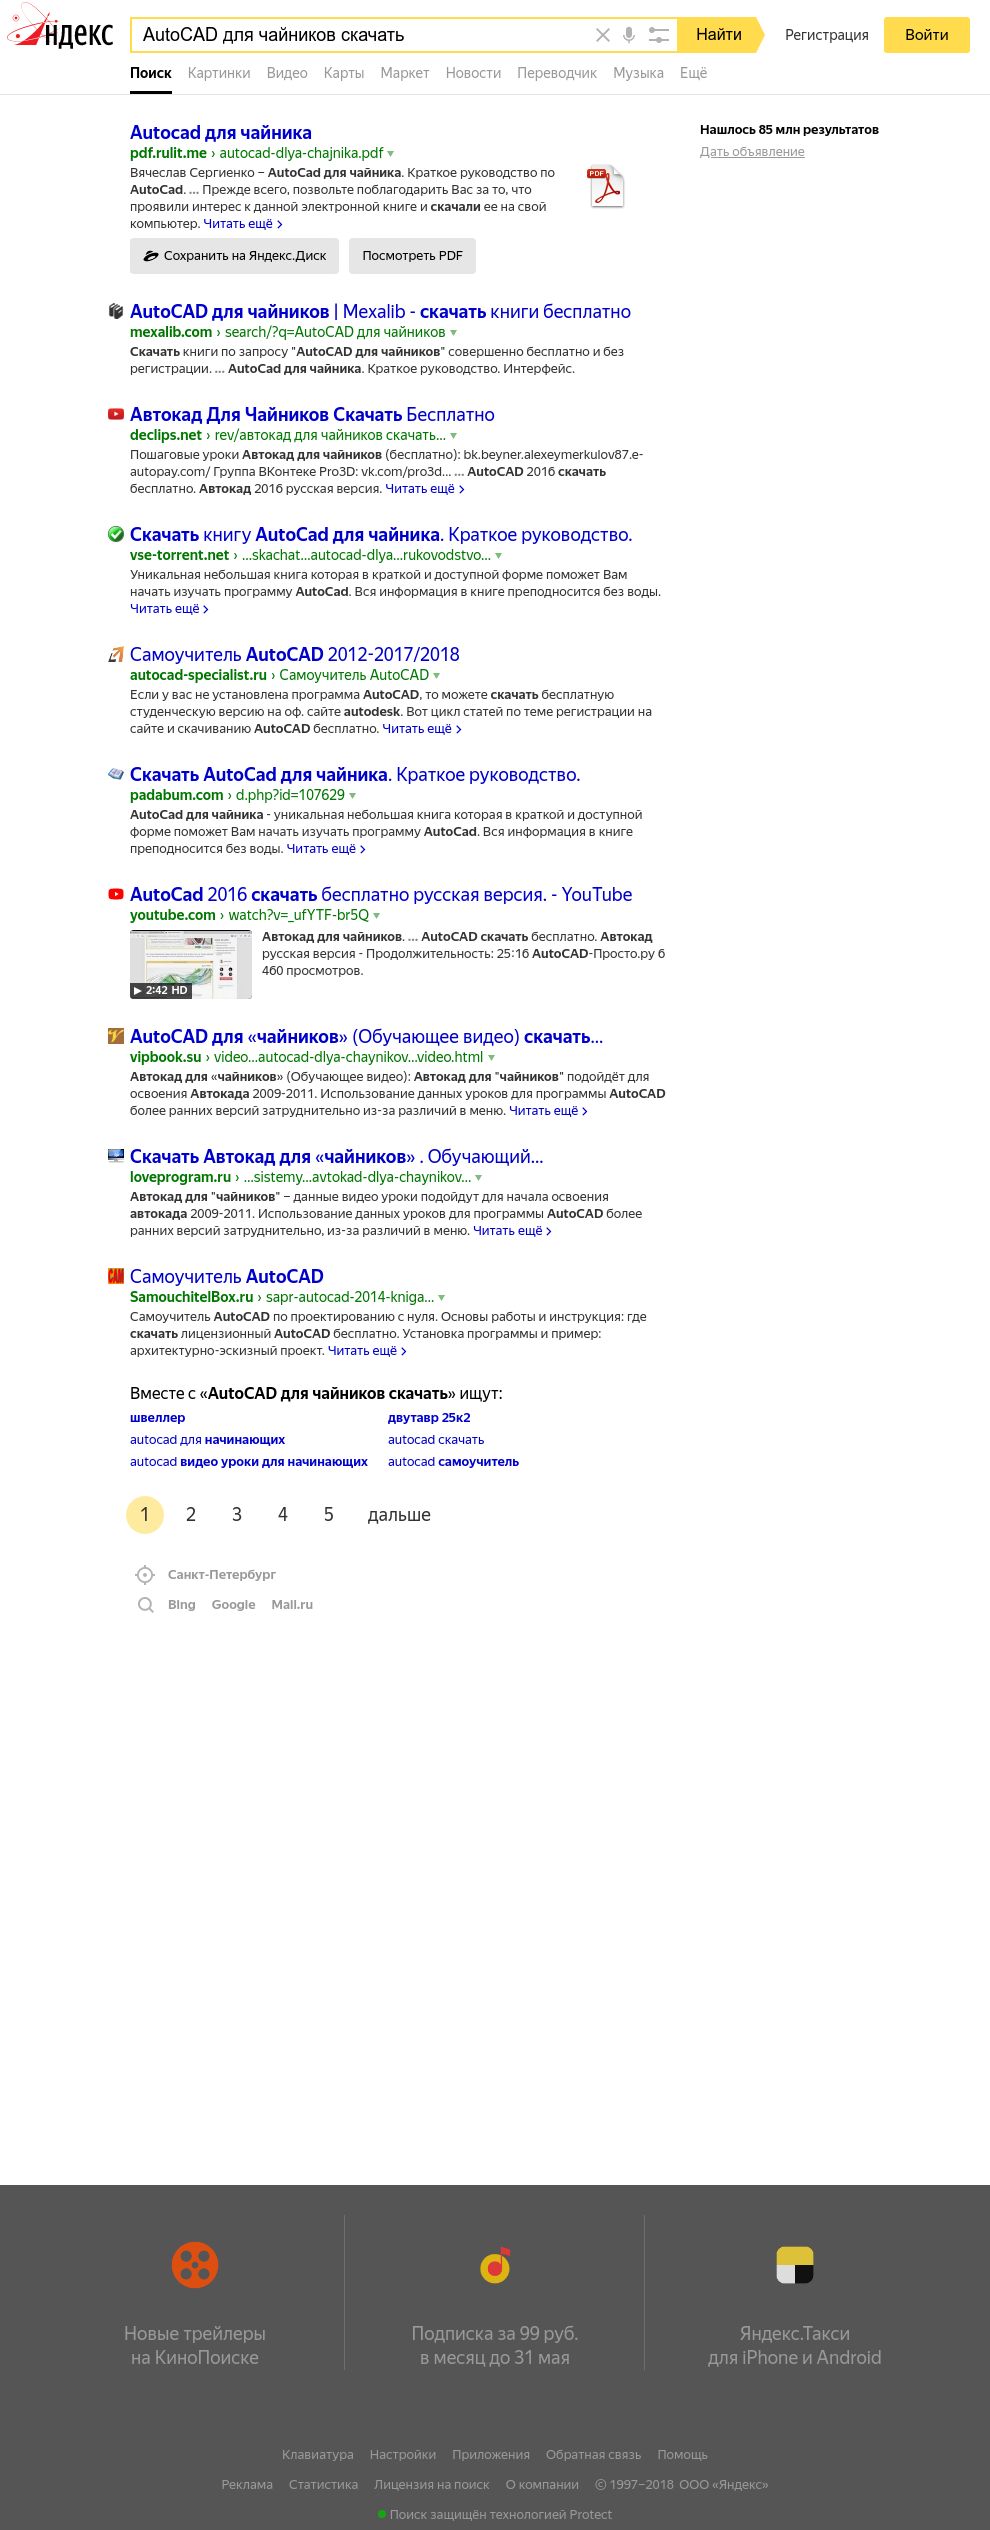 Яндекс
AutoCAD для чайников скачать
Найти
Регистрация
Войти
Поиск Картинки Видео Карты Маркет Новости Переводчик Музыка Ещё
Autocad для чайника
pdf.rulit.me › autocad-dlya-chajnika.pdf
Вячеслав Сергиенко – AutoCad для чайника. Краткое руководство по
AutoCad. ... Прежде всего, позвольте поблагодарить Вас за то, что
проявили интерес к данной электронной книге и скачали ее на свой
компьютер. Читать ещё
PDF
Сохранить на Яндекс.Диск
Посмотреть PDF
Нашлось 85 млн результатов
Дать объявление
AutoCAD для чайников | Mexalib - скачать книги бесплатно
mexalib.com › search/?q=AutoCAD для чайников
Скачать книги по запросу "AutoCAD для чайников" совершенно бесплатно и без
регистрации. ... AutoCad для чайника. Краткое руководство. Интерфейс.
Автокад Для Чайников Скачать Бесплатно
declips.net › rev/автокад для чайников скачать...
Пошаговые уроки Автокад для чайников (бесплатно): bk.beyner.alexeymerkulov87.e-
autopay.com/ Группа ВКонтеке Pro3D: vk.com/pro3d... ... AutoCAD 2016 скачать
бесплатно. Автокад 2016 русская версия. Читать ещё
Скачать книгу AutoCad для чайника. Краткое руководство.
vse-torrent.net › ...skachat...autocad-dlya...rukovodstvo...
Уникальная небольшая книга которая в краткой и доступной форме поможет Вам
начать изучать программу AutoCad. Вся информация в книге преподносится без воды.
Читать ещё
Самоучитель AutoCAD 2012-2017/2018
autocad-specialist.ru › Самоучитель AutoCAD
Если у вас не установлена программа AutoCAD, то можете скачать бесплатную
студенческую версию на оф. сайте autodesk. Вот цикл статей по теме регистрации на
сайте и скачиванию AutoCAD бесплатно. Читать ещё
Скачать AutoCad для чайника. Краткое руководство.
padabum.com › d.php?id=107629
AutoCad для чайника - уникальная небольшая книга которая в краткой и доступной
форме поможет Вам начать изучать программу AutoCad. Вся информация в книге
преподносится без воды. Читать ещё
AutoCad 2016 скачать бесплатно русская версия. - YouTube
youtube.com › watch?v=_ufYTF-br5Q
Автокад для чайников. ... AutoCAD скачать бесплатно. Автокад
русская версия - Продолжительность: 25:16 AutoCAD-Просто.ру 6
460 просмотров.
2:42 HD
AutoCAD для «чайников» (Обучающее видео) скачать...
vipbook.su › video...autocad-dlya-chaynikov...video.html
Автокад для «чайников» (Обучающее видео): Автокад для "чайников" подойдёт для
освоения Автокада 2009-2011. Использование данных уроков для программы AutoCAD
более ранних версий затруднительно из-за различий в меню. Читать ещё
Скачать Автокад для «чайников» . Обучающий...
loveprogram.ru › ...sistemy...avtokad-dlya-chaynikov...
Автокад для "чайников" – данные видео уроки подойдут для начала освоения
автокада 2009-2011. Использование данных уроков для программы AutoCAD более
ранних версий затруднительно, из-за различий в меню. Читать ещё
Самоучитель AutoCAD
SamouchitelBox.ru › sapr-autocad-2014-kniga...
Самоучитель AutoCAD по проектированию с нуля. Основы работы и инструкция: где
скачать лицензионный AutoCAD бесплатно. Установка программы и пример:
архитектурно-эскизный проект. Читать ещё
Вместе с «AutoCAD для чайников скачать» ищут:
швеллер
двутавр 25к2
autocad для начинающих
autocad скачать
autocad видео уроки для начинающих
autocad самоучитель
1 2 3 4 5 дальше
Санкт-Петербург
Bing Google Mail.ru
Новые трейлеры
на КиноПоиске
Подписка за 99 руб.
в месяц до 31 мая
Яндекс.Такси
для iPhone и Android
Клавиатура Настройки Приложения Обратная связь Помощь
Реклама Статистика Лицензия на поиск О компании © 1997–2018 ООО «Яндекс»
Поиск защищён технологией Protect